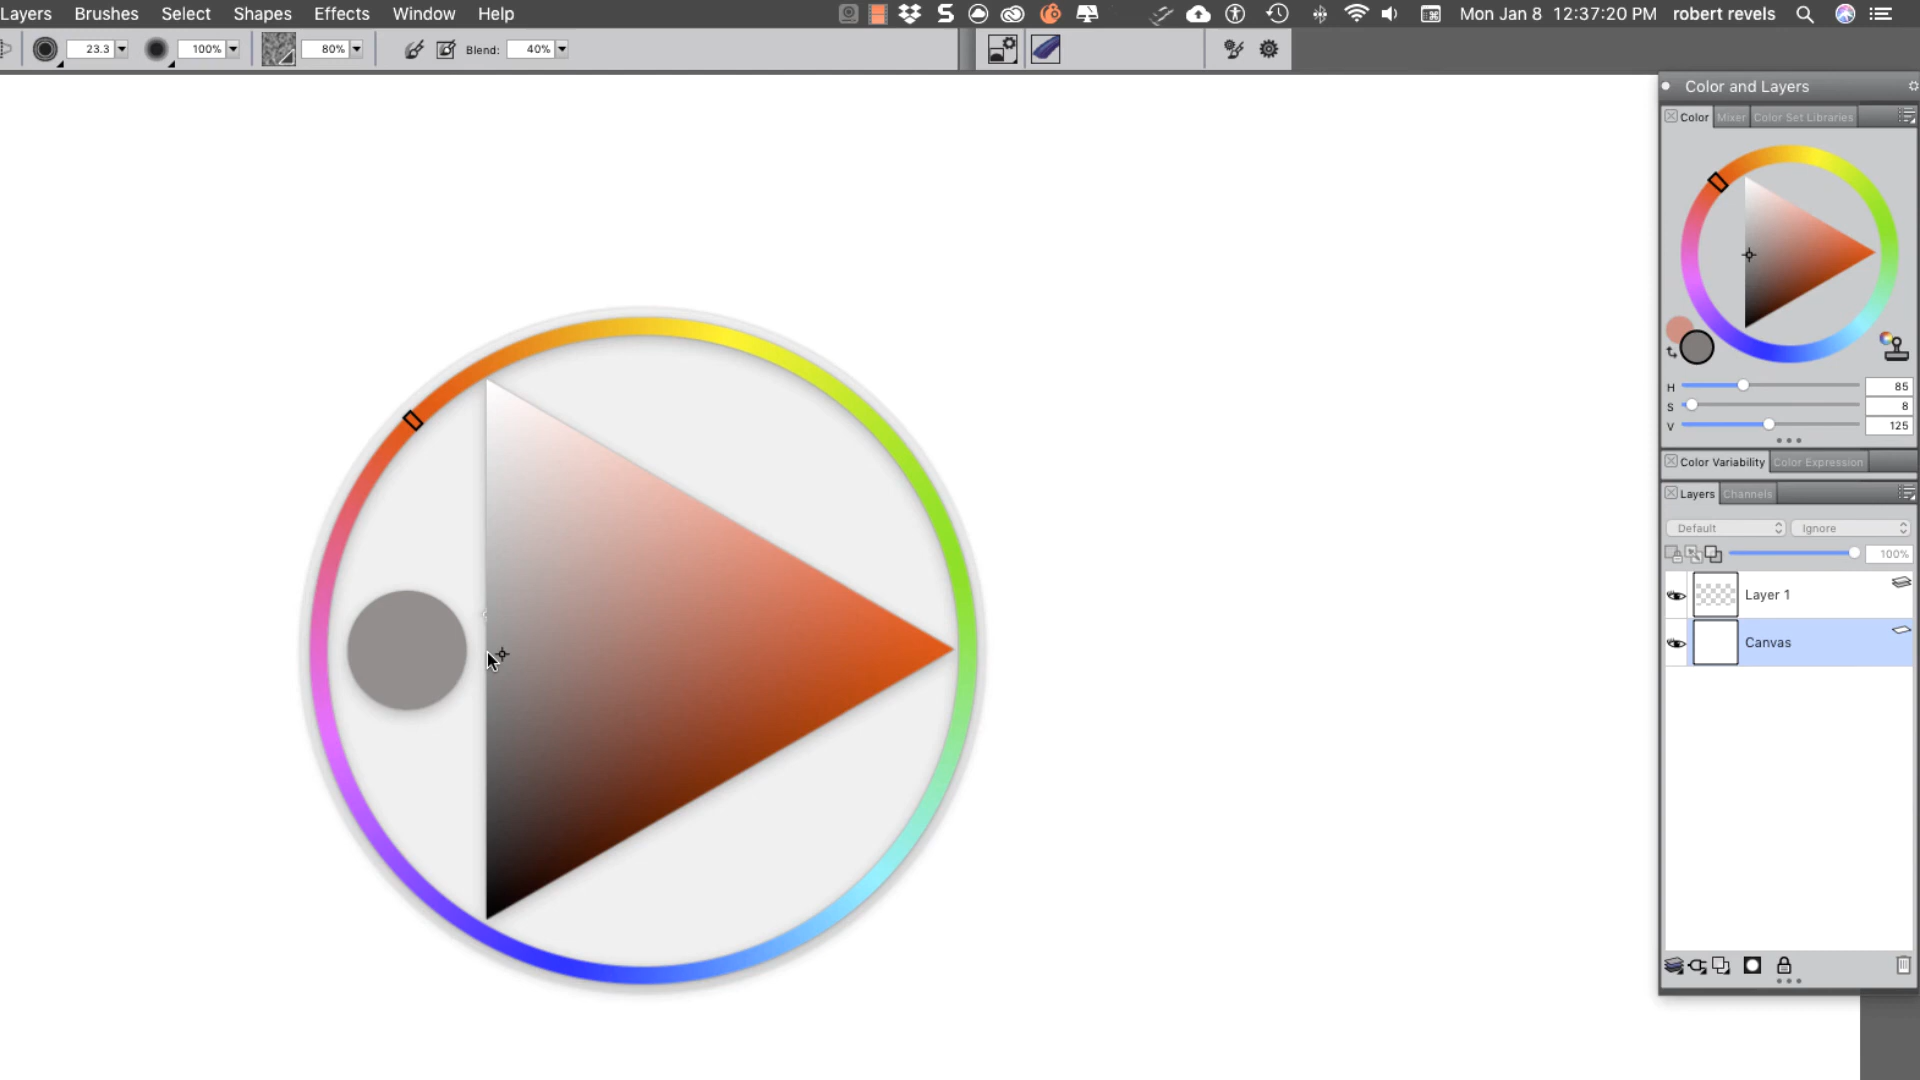 Layers Brushes Select Shapes Effects Window Help Mon Jan 8 12:37:20 PM robert revels
23.3 100% 80% Blend: 40%
Color and Layers
Color Mixer Color Set Libraries
H 85
S 8
V 125
Color Variability Color Expression
Layers Channels
Default Ignore
100%
Layer 1
Canvas